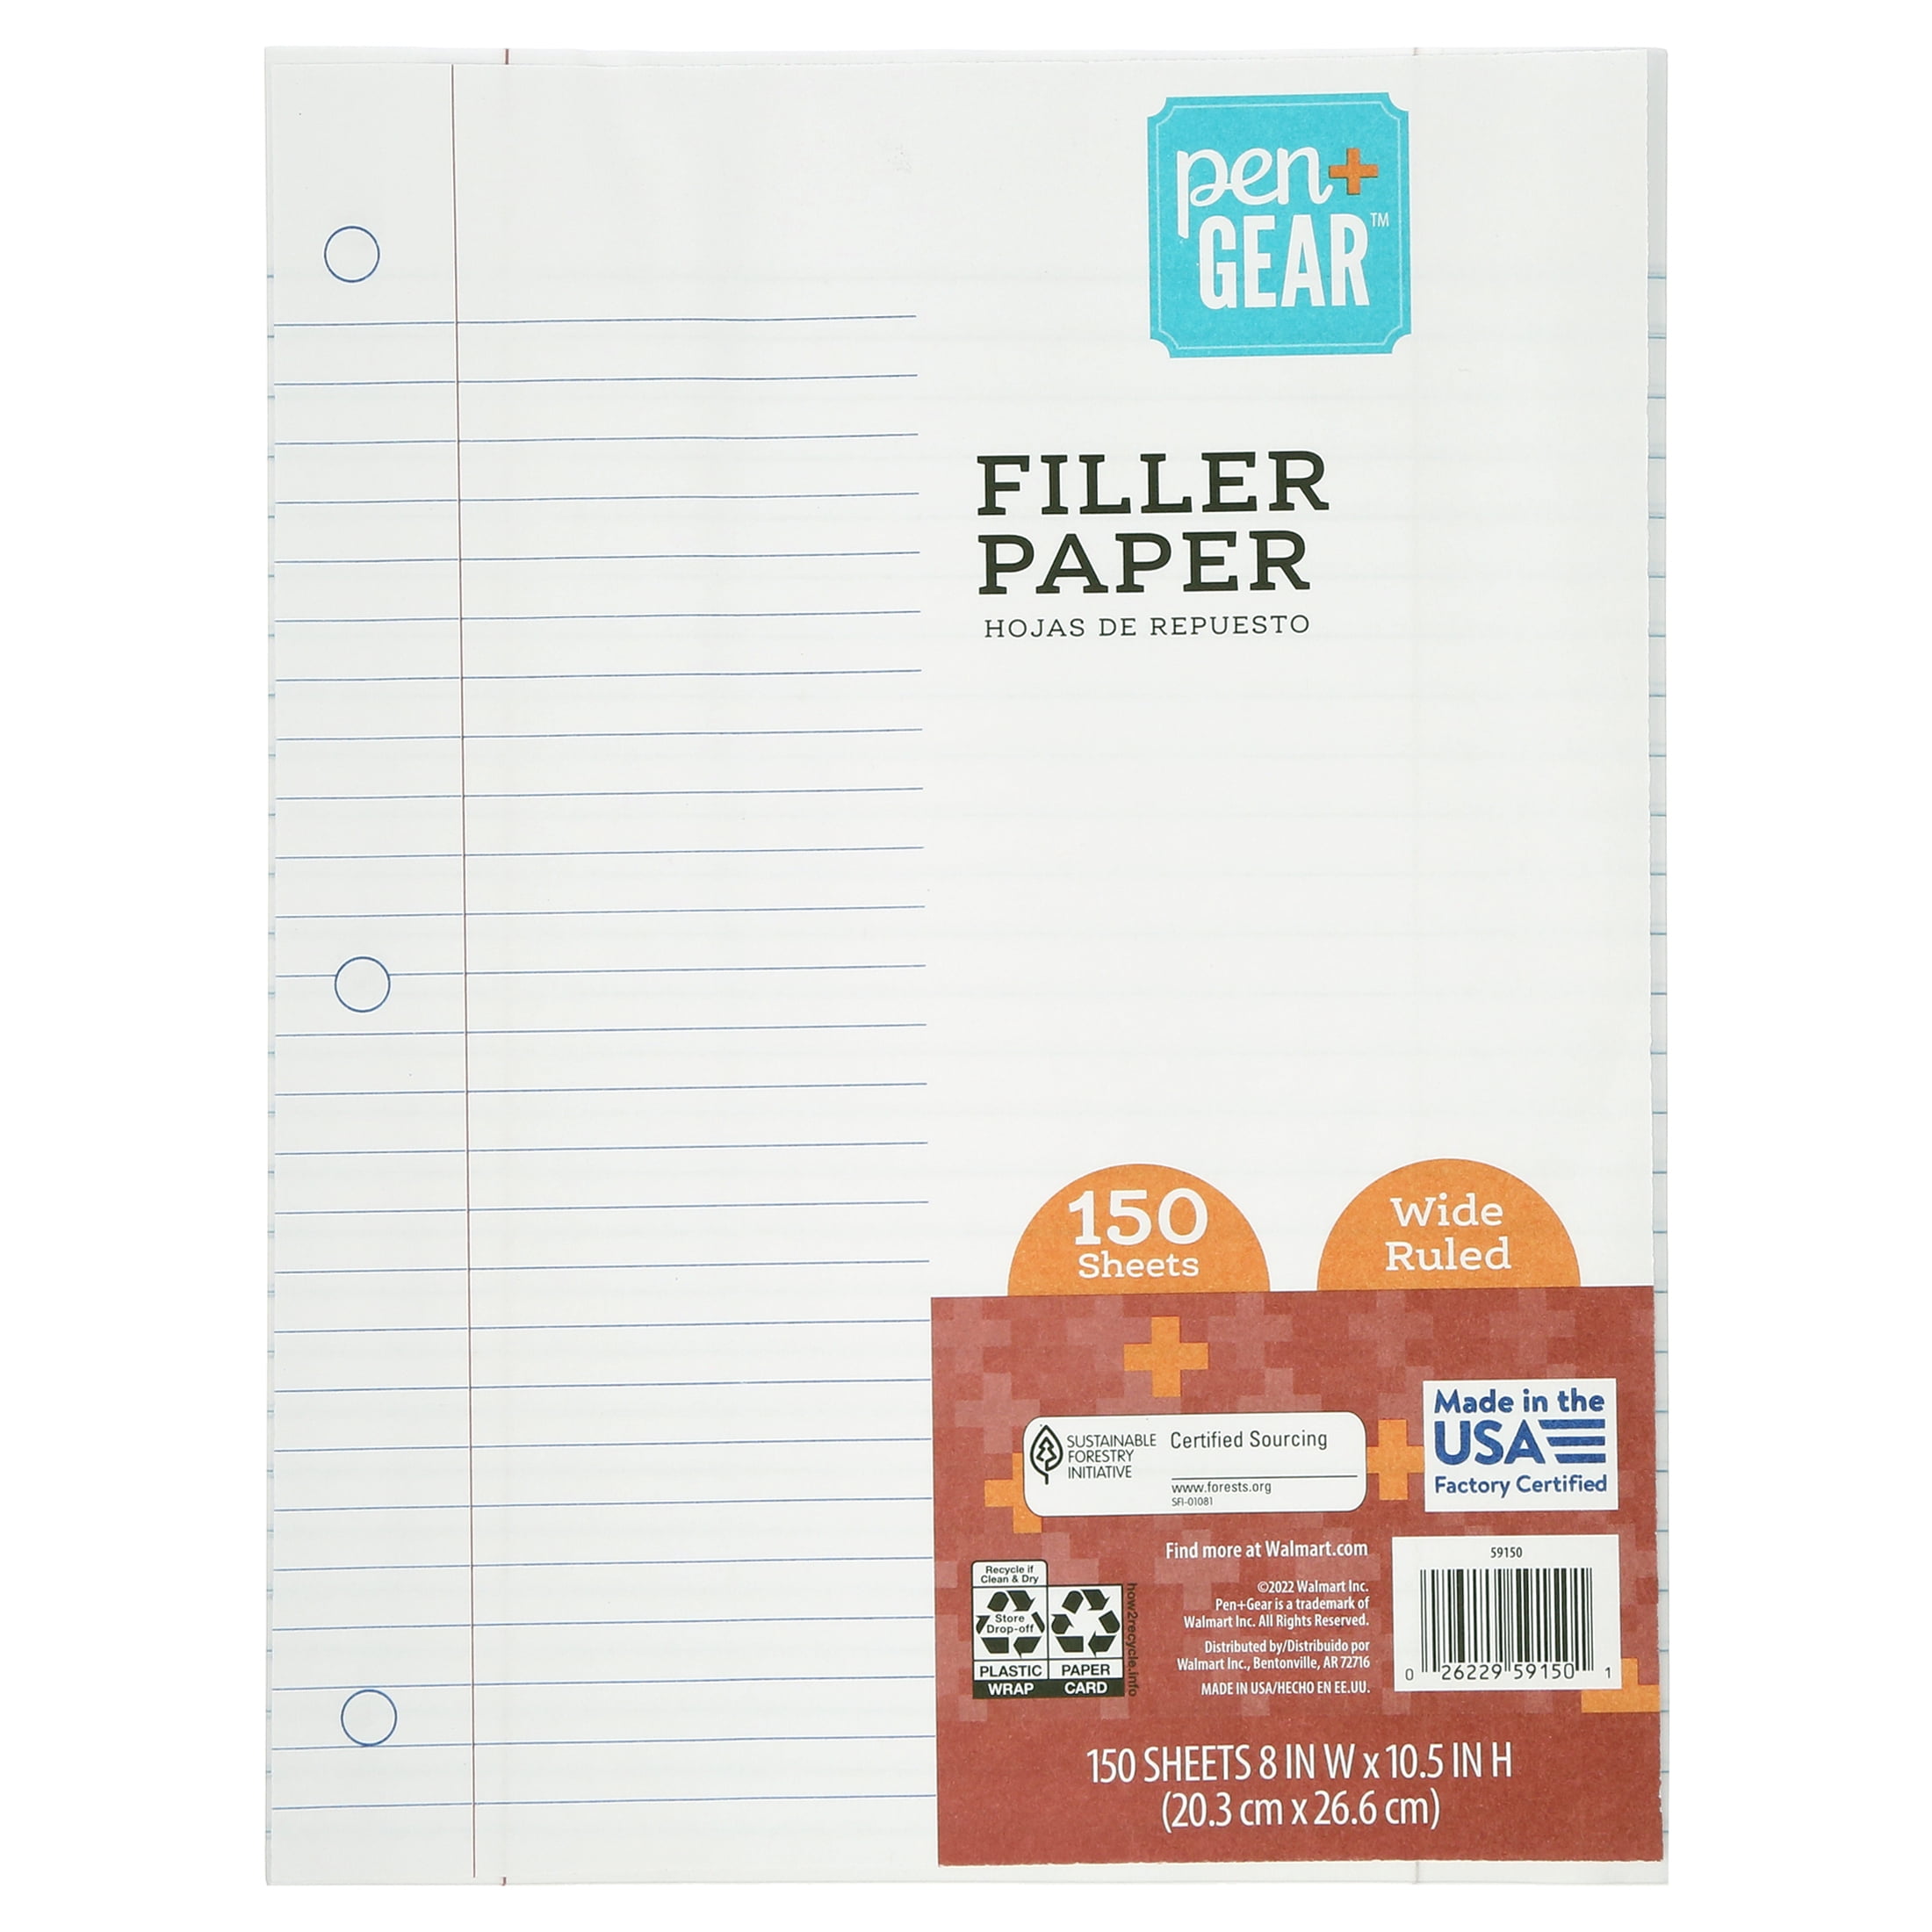 pen+
GEAR™
FILLER
PAPER
HOJAS DE REPUESTO
150
Sheets
Wide
Ruled
SUSTAINABLE
FORESTRY
INITIATIVE
Certified Sourcing
www.forests.org
SFI-01081
Made in the
USA
Factory Certified
Recycle if
Clean & Dry
Store
Drop-off
PLASTIC
WRAP
PAPER
CARD
how2recycle.info
Find more at Walmart.com
©2022 Walmart Inc.
Pen+Gear is a trademark of
Walmart Inc. All Rights Reserved.
Distributed by/Distribuido por
Walmart Inc., Bentonville, AR 72716
MADE IN USA/HECHO EN EE.UU.
59150
0 26229 59150 1
150 SHEETS 8 IN W x 10.5 IN H
(20.3 cm x 26.6 cm)